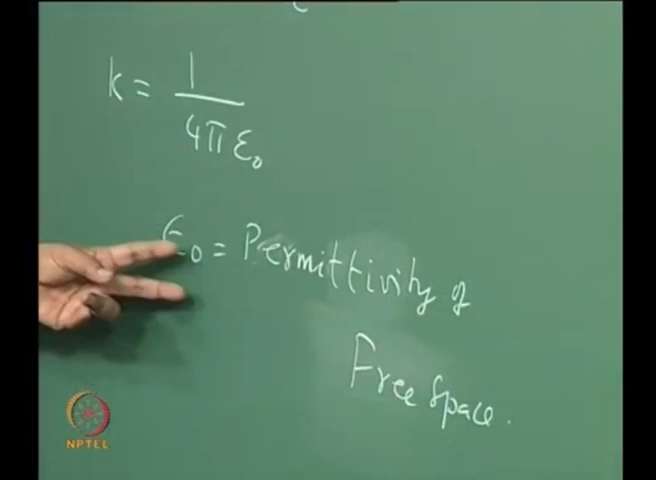 k = 1 / 4π ε₀
ε₀ = Permittivity of
Free Space.
NPTEL